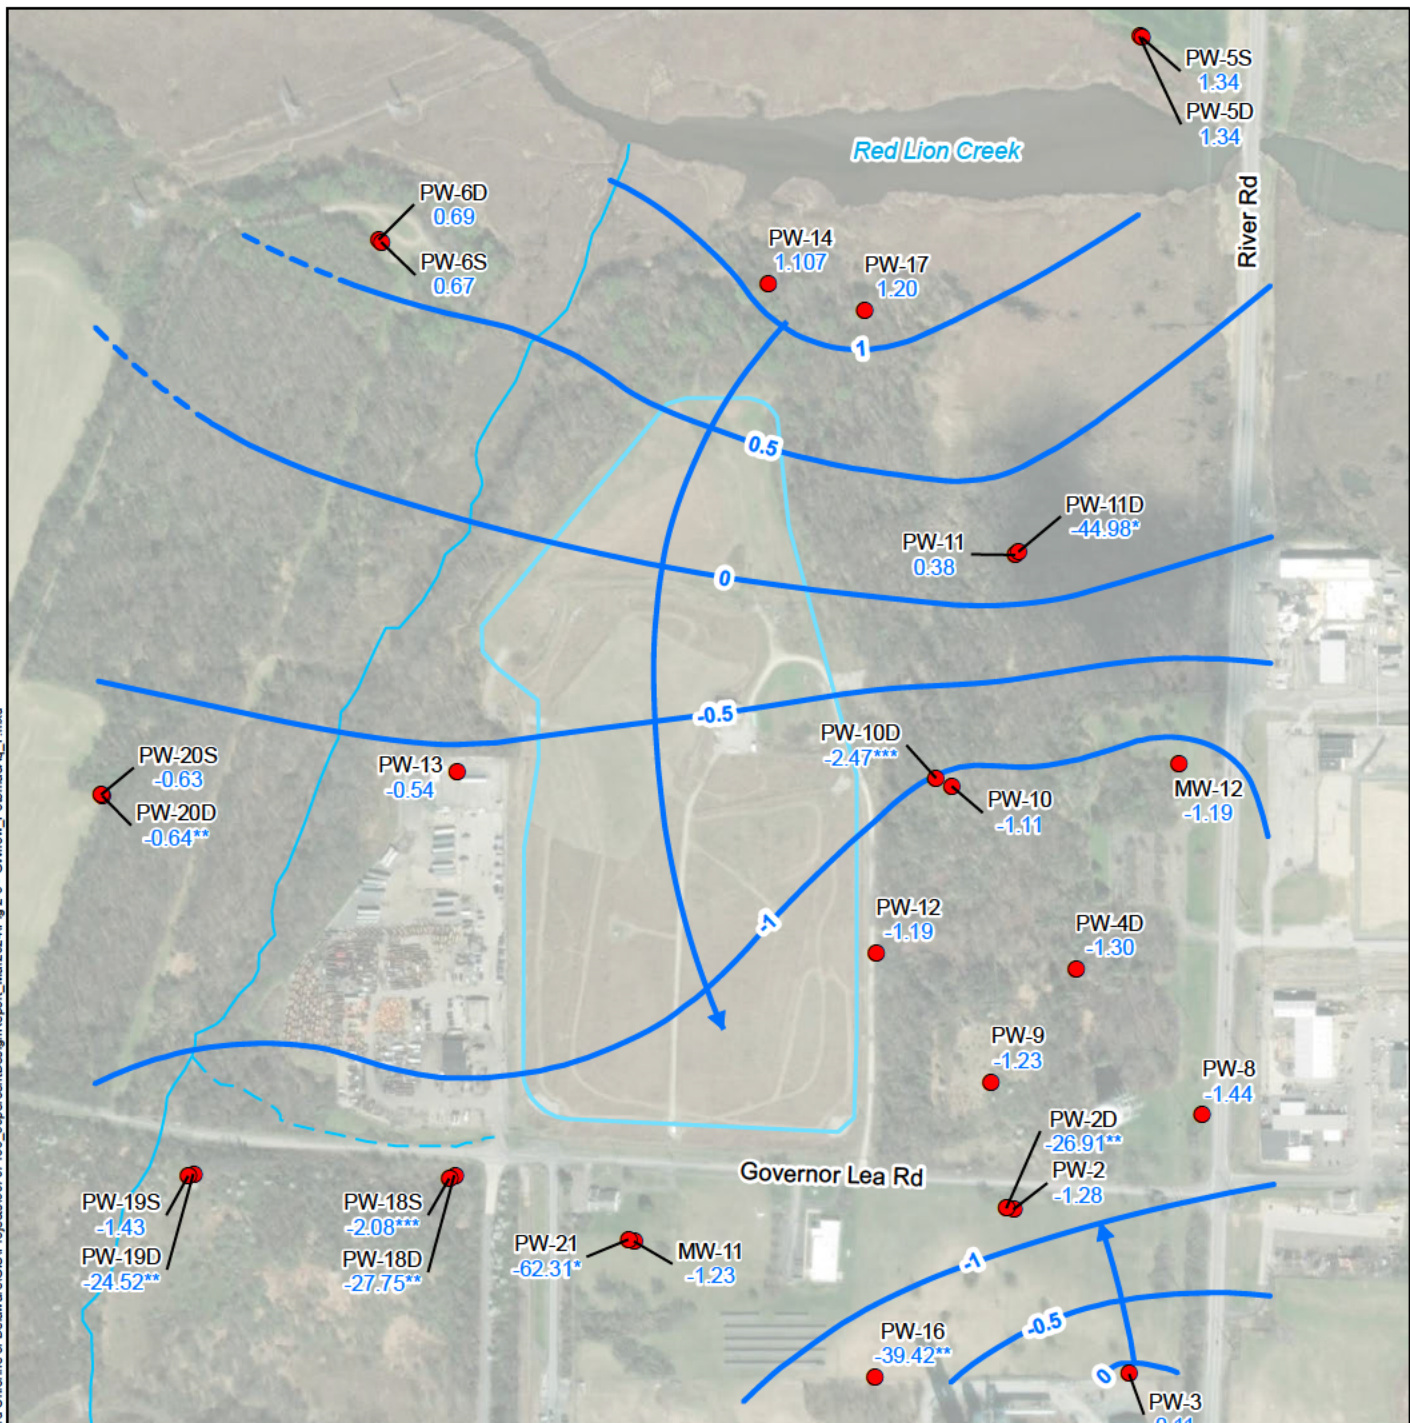 PW-5S
1.34
PW-5D
1.34
Red Lion Creek
River Rd
PW-6D
0.69
PW-6S
0.67
PW-14
1.107
PW-17
1.20
1
0.5
PW-11D
-44.98*
PW-11
0.38
0
-0.5
PW-10D
-2.47***
PW-10
-1.11
MW-12
-1.19
PW-20S
-0.63
PW-20D
-0.64**
PW-13
-0.54
-1
PW-12
-1.19
PW-4D
-1.30
PW-9
-1.23
PW-8
-1.44
PW-2D
-26.91**
PW-2
-1.28
Governor Lea Rd
PW-19S
-1.43
PW-19D
-24.52**
PW-18S
-2.08***
PW-18D
-27.75**
PW-21
-62.31*
MW-11
-1.23
-1
-0.5
PW-16
-39.42**
0
PW-3